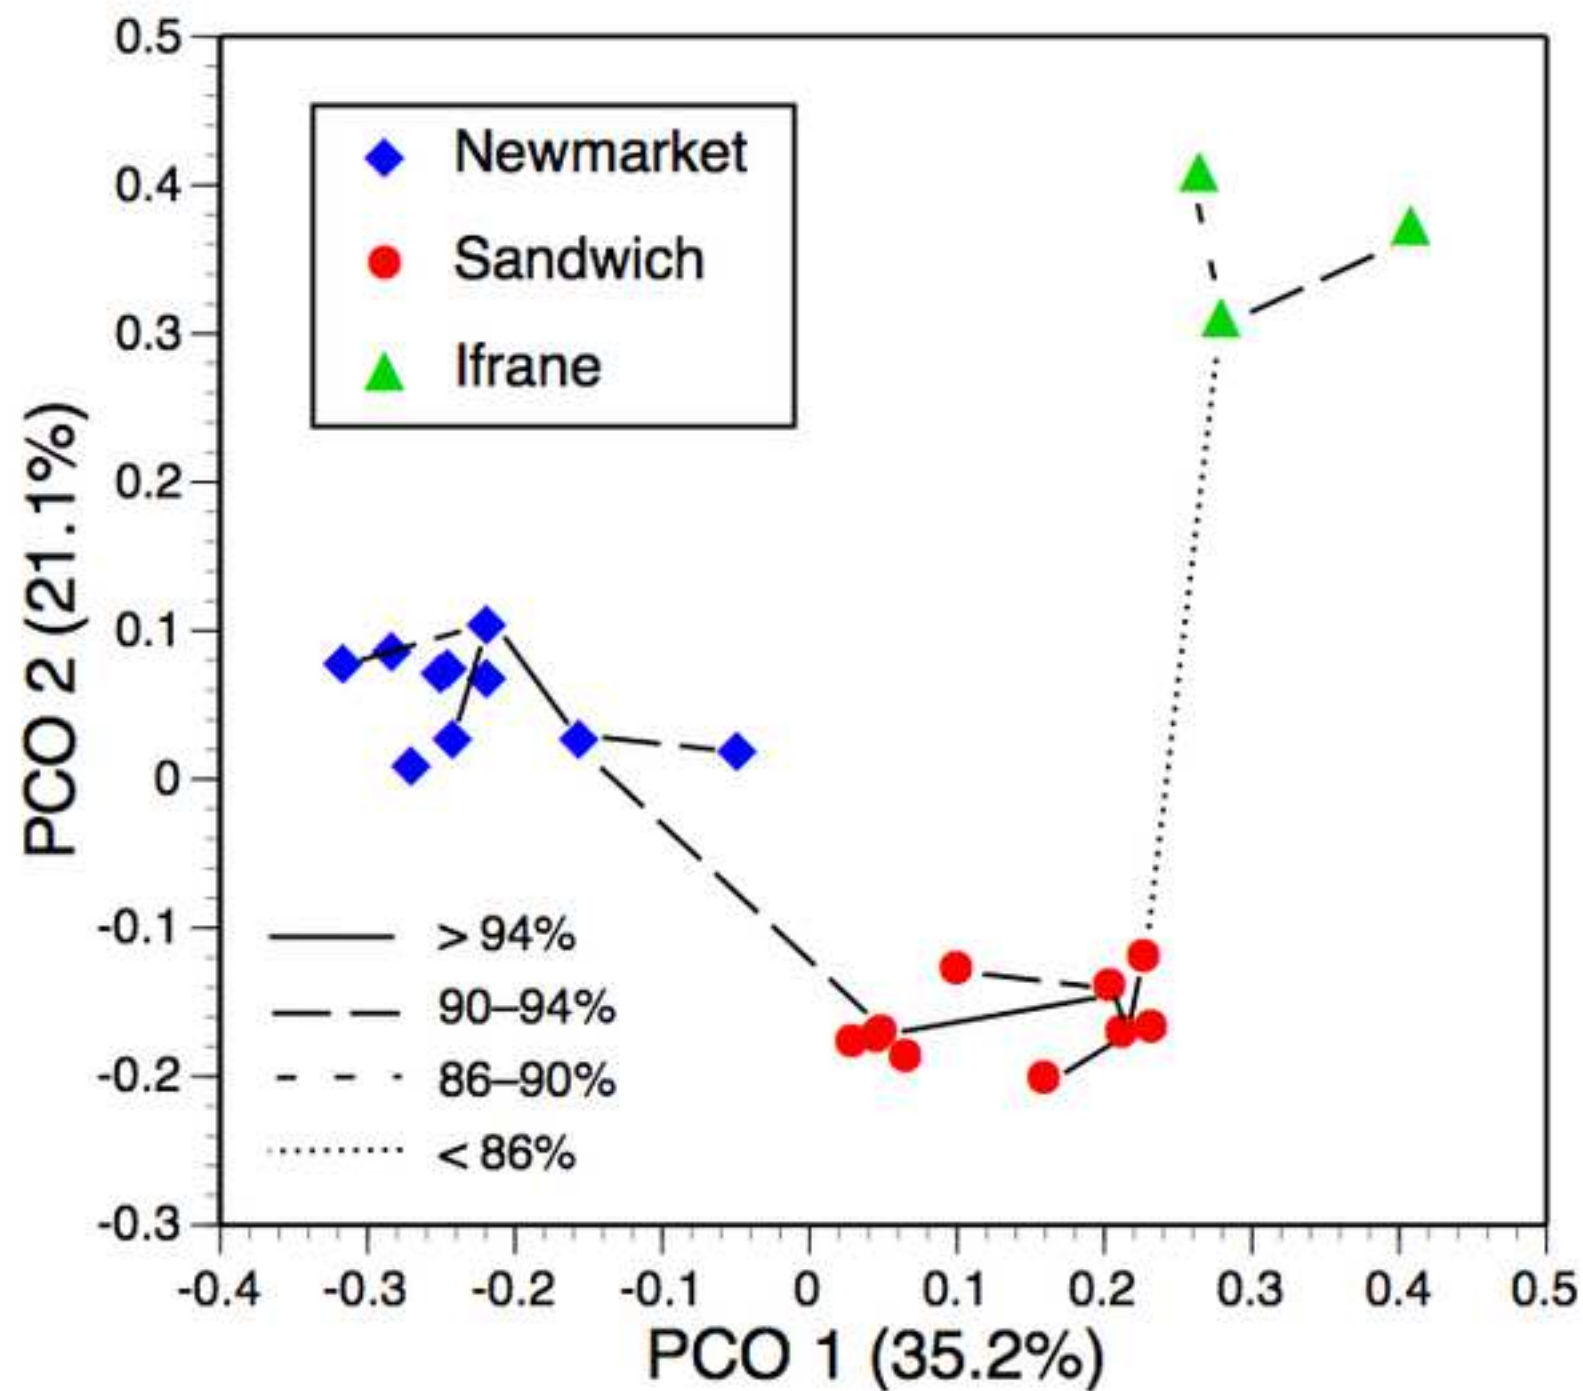 0.5
0.4
0.3
0.2
0.1
0
-0.1
-0.2
-0.3
PCO 2 (21.1%)
Newmarket
Sandwich
Ifrane
> 94%
90–94%
86–90%
< 86%
-0.4 -0.3 -0.2 -0.1 0 0.1 0.2 0.3 0.4 0.5
PCO 1 (35.2%)